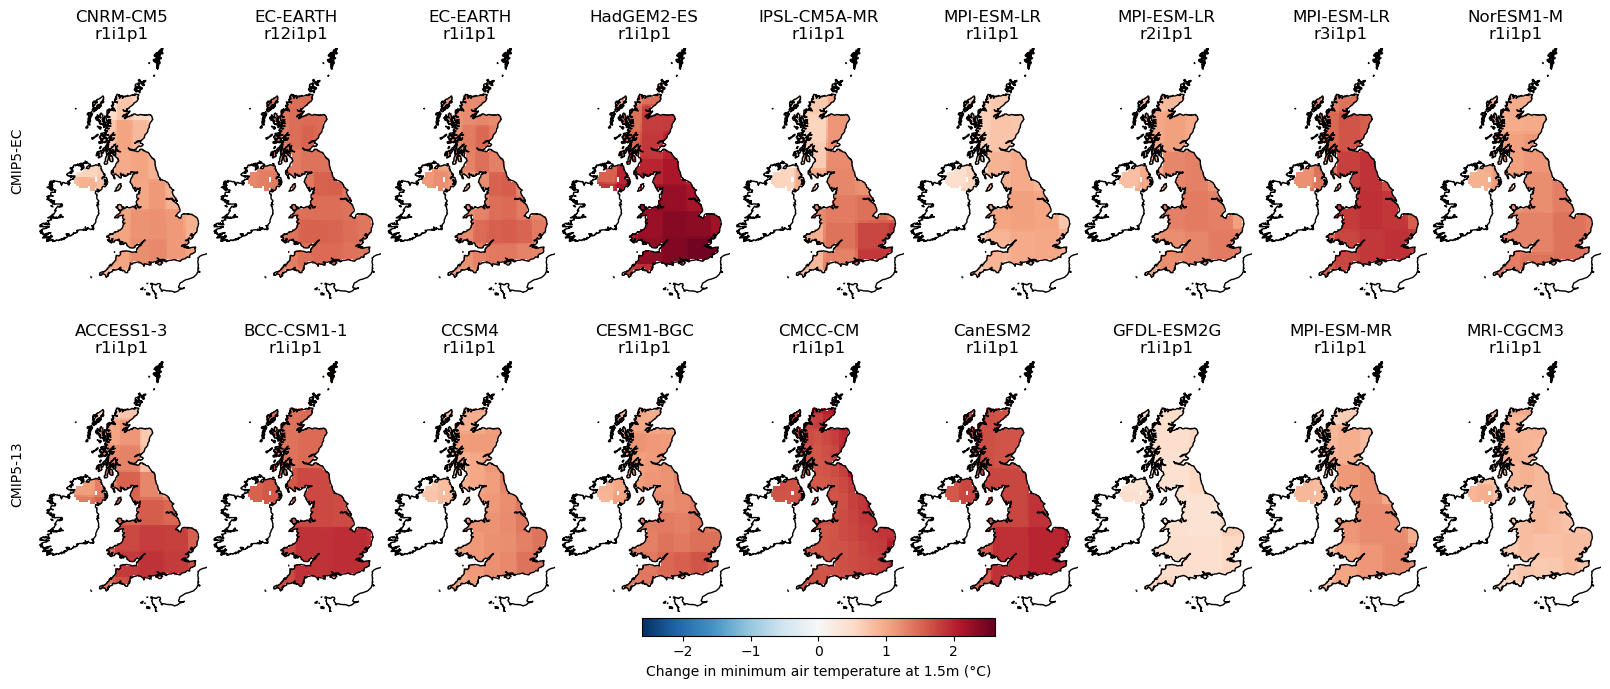 CNRM-CM5 EC-EARTH EC-EARTH HadGEM2-ES IPSL-CM5A-MR MPI-ESM-LR MPI-ESM-LR MPI-ESM-LR NorESM1-M
r1i1p1 r12i1p1 r1i1p1 r1i1p1 r1i1p1 r1i1p1 r2i1p1 r3i1p1 r1i1p1
CMIP5-EC
ACCESS1-3 BCC-CSM1-1 CCSM4 CESM1-BGC CMCC-CM CanESM2 GFDL-ESM2G MPI-ESM-MR MRI-CGCM3
r1i1p1 r1i1p1 r1i1p1 r1i1p1 r1i1p1 r1i1p1 r1i1p1 r1i1p1 r1i1p1
CMIP5-13
−2 −1 0 1 2
Change in minimum air temperature at 1.5m (°C)